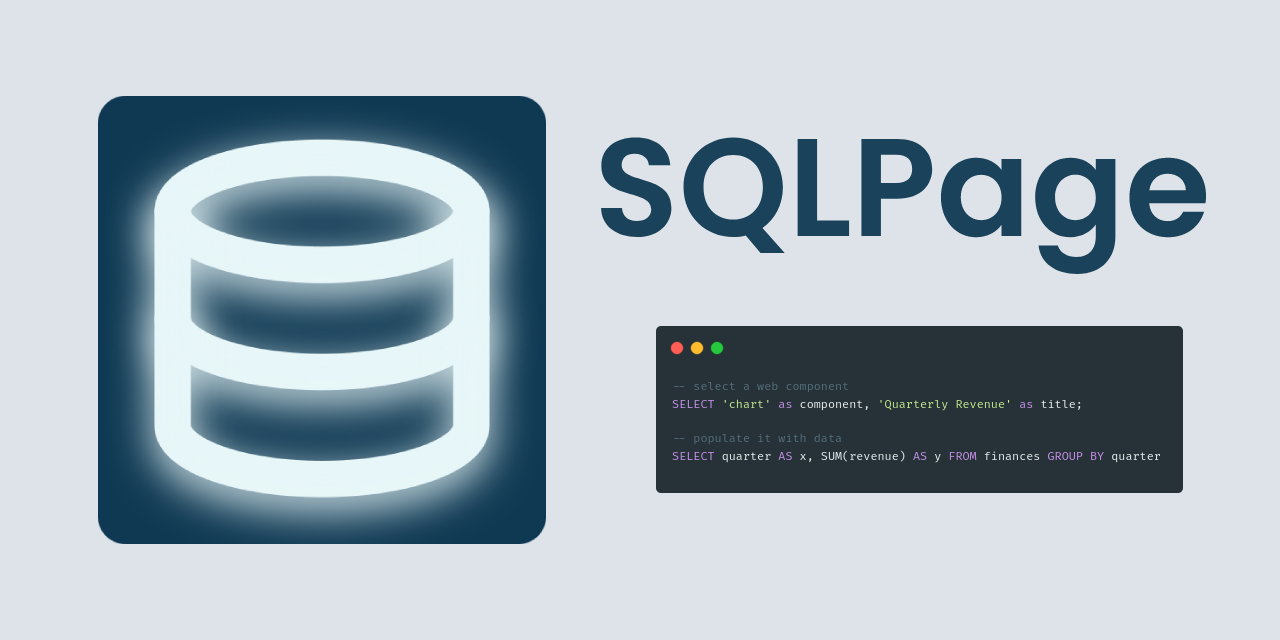 SQLPage
-- select a web component
SELECT 'chart' as component, 'Quarterly Revenue' as title;
-- populate it with data
SELECT quarter AS x, SUM(revenue) AS y FROM finances GROUP BY quarter